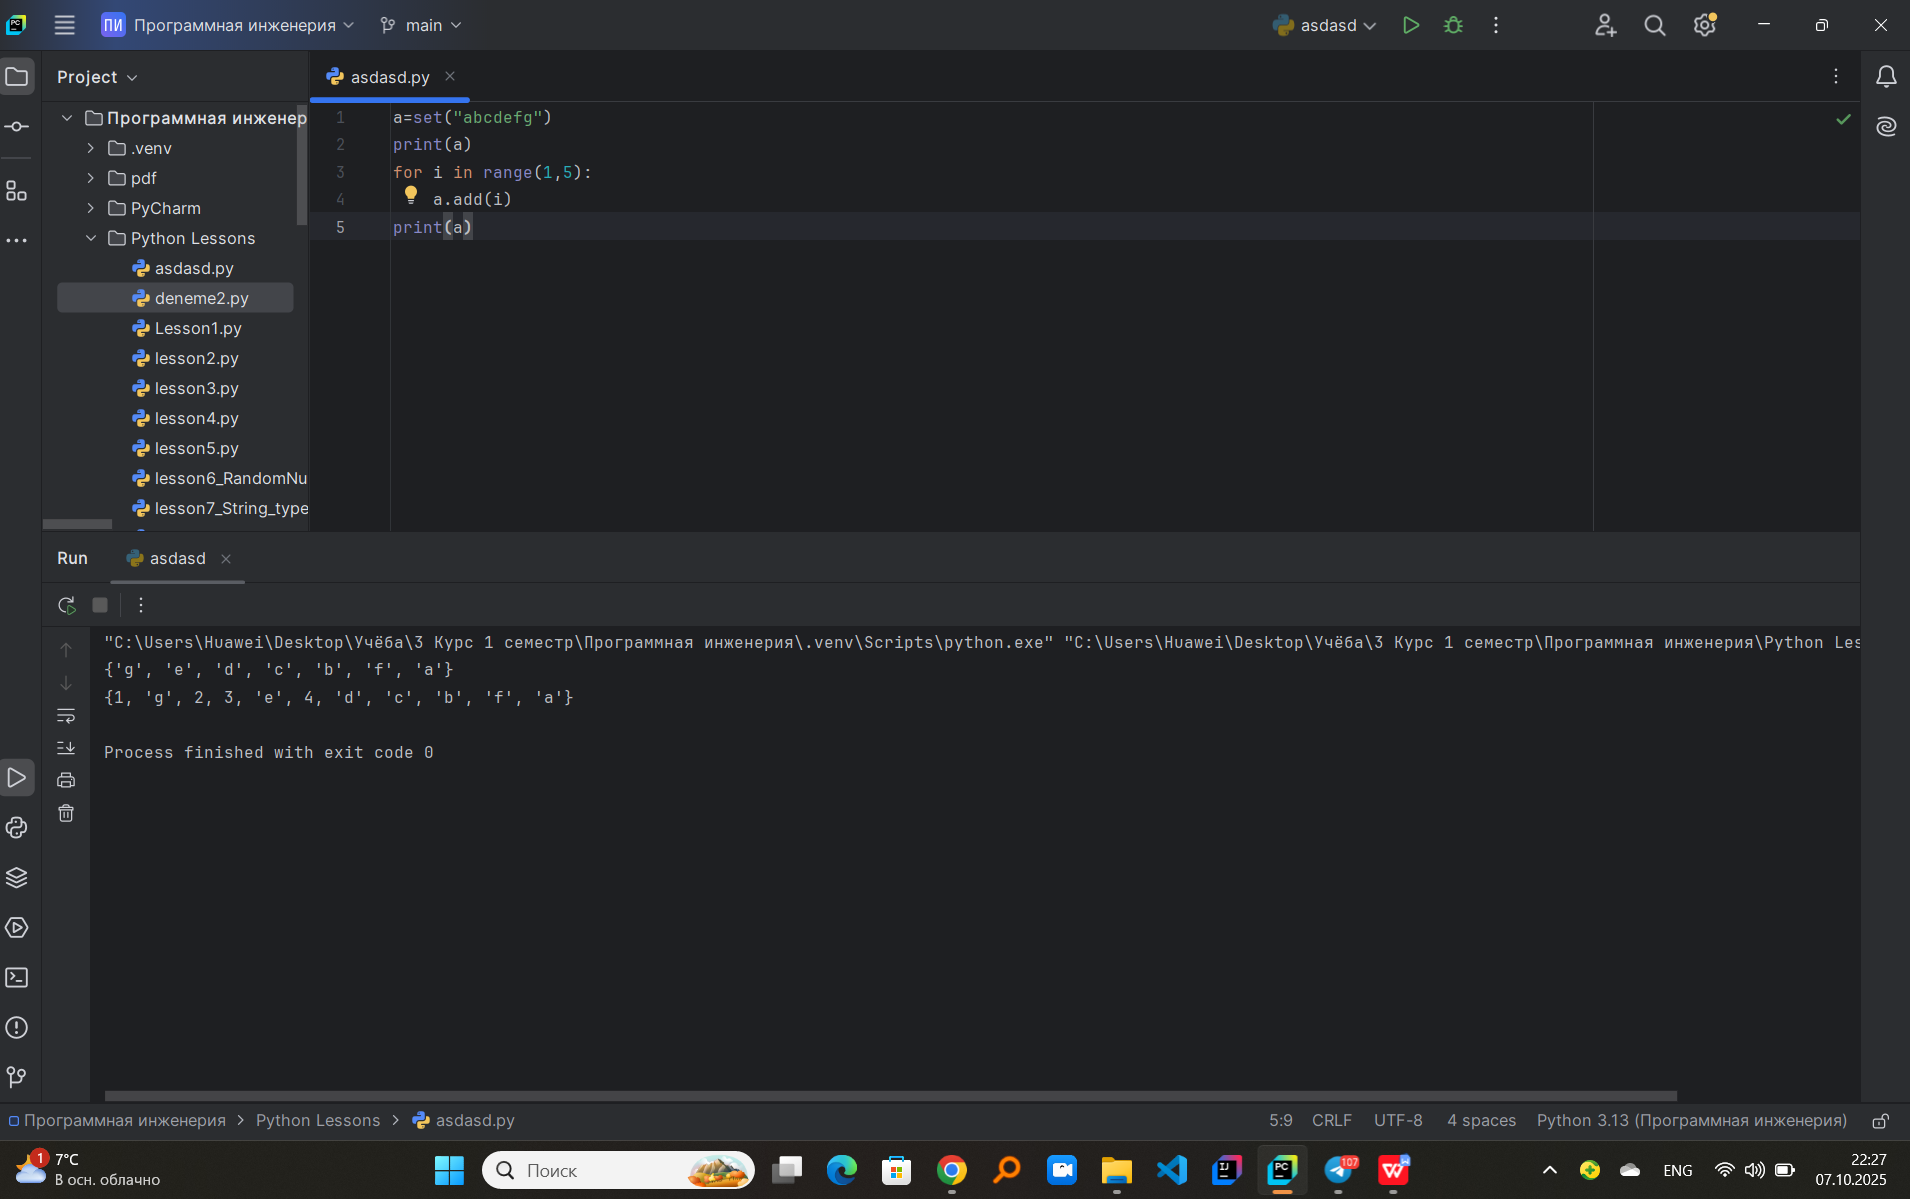 PC ПИ Программная инженерия main asdasd
Project
Программная инженер
.venv
pdf
PyCharm
Python Lessons
asdasd.py
deneme2.py
Lesson1.py
lesson2.py
lesson3.py
lesson4.py
lesson5.py
lesson6_RandomNu
lesson7_String_type
asdasd.py
1 a=set("abcdefg")
2 print(a)
3 for i in range(1,5):
4 a.add(i)
5 print(a)
Run asdasd
"C:\Users\Huawei\Desktop\Учёба\3 Курс 1 семестр\Программная инженерия\.venv\Scripts\python.exe" "C:\Users\Huawei\Desktop\Учёба\3 Курс 1 семестр\Программная инженерия\Python Les
{'g', 'e', 'd', 'c', 'b', 'f', 'a'}
{1, 'g', 2, 3, 'e', 4, 'd', 'c', 'b', 'f', 'a'}
Process finished with exit code 0
Программная инженерия > Python Lessons > asdasd.py 5:9 CRLF UTF-8 4 spaces Python 3.13 (Программная инженерия)
1 7°C
В осн. облачно
Поиск
IJ PC 107 W
ENG
22:27
07.10.2025